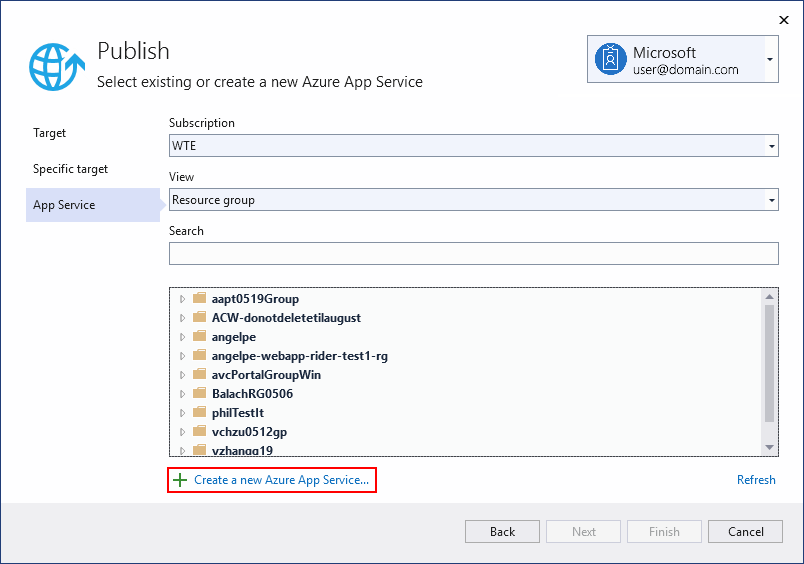 Publish
Select existing or create a new Azure App Service
Microsoft
user@domain.com
Target
Specific target
App Service
Subscription
WTE
View
Resource group
Search
aapt0519Group
ACW-donotdeletetilaugust
angelpe
angelpe-webapp-rider-test1-rg
avcPortalGroupWin
BalachRG0506
philTestIt
vchzu0512gp
vzhangg19
Create a new Azure App Service...
Refresh
Back
Next
Finish
Cancel